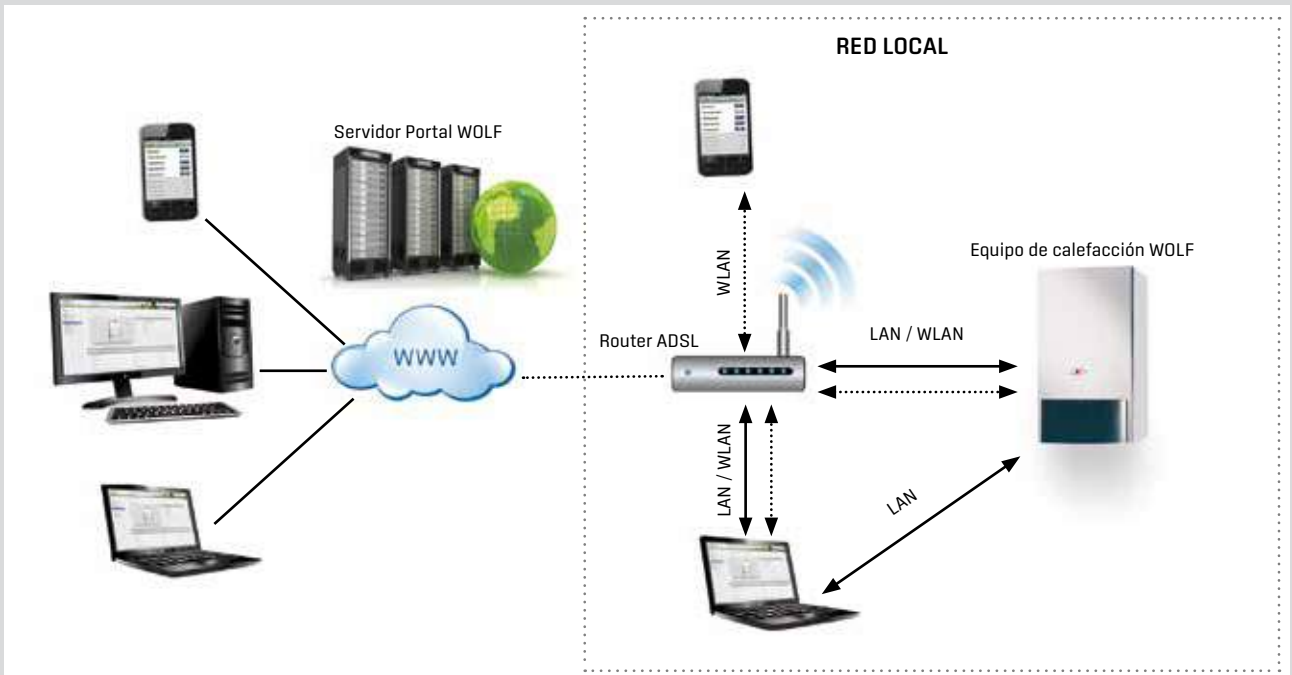 RED LOCAL
Servidor Portal WOLF
WLAN
Equipo de calefacción WOLF
Router ADSL
LAN / WLAN
WWW
LAN / WLAN
LAN